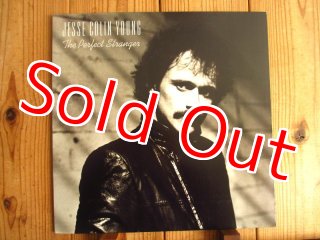 JESSE COLIN YOUNG
The Perfect Stranger
Sold Out